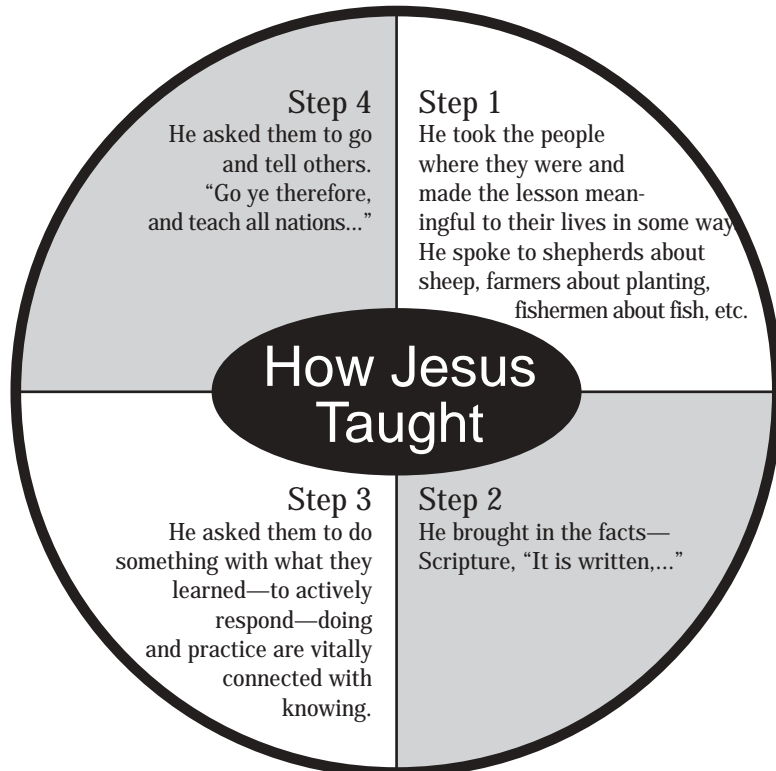 How Jesus
Taught
Step 1
He took the people
where they were and
made the lesson mean-
ingful to their lives in some way.
He spoke to shepherds about
sheep, farmers about planting,
fishermen about fish, etc.
Step 2
He brought in the facts—
Scripture, “It is written,...”
Step 3
He asked them to do
something with what they
learned—to actively
respond—doing
and practice are vitally
connected with
knowing.
Step 4
He asked them to go
and tell others.
“Go ye therefore,
and teach all nations...”